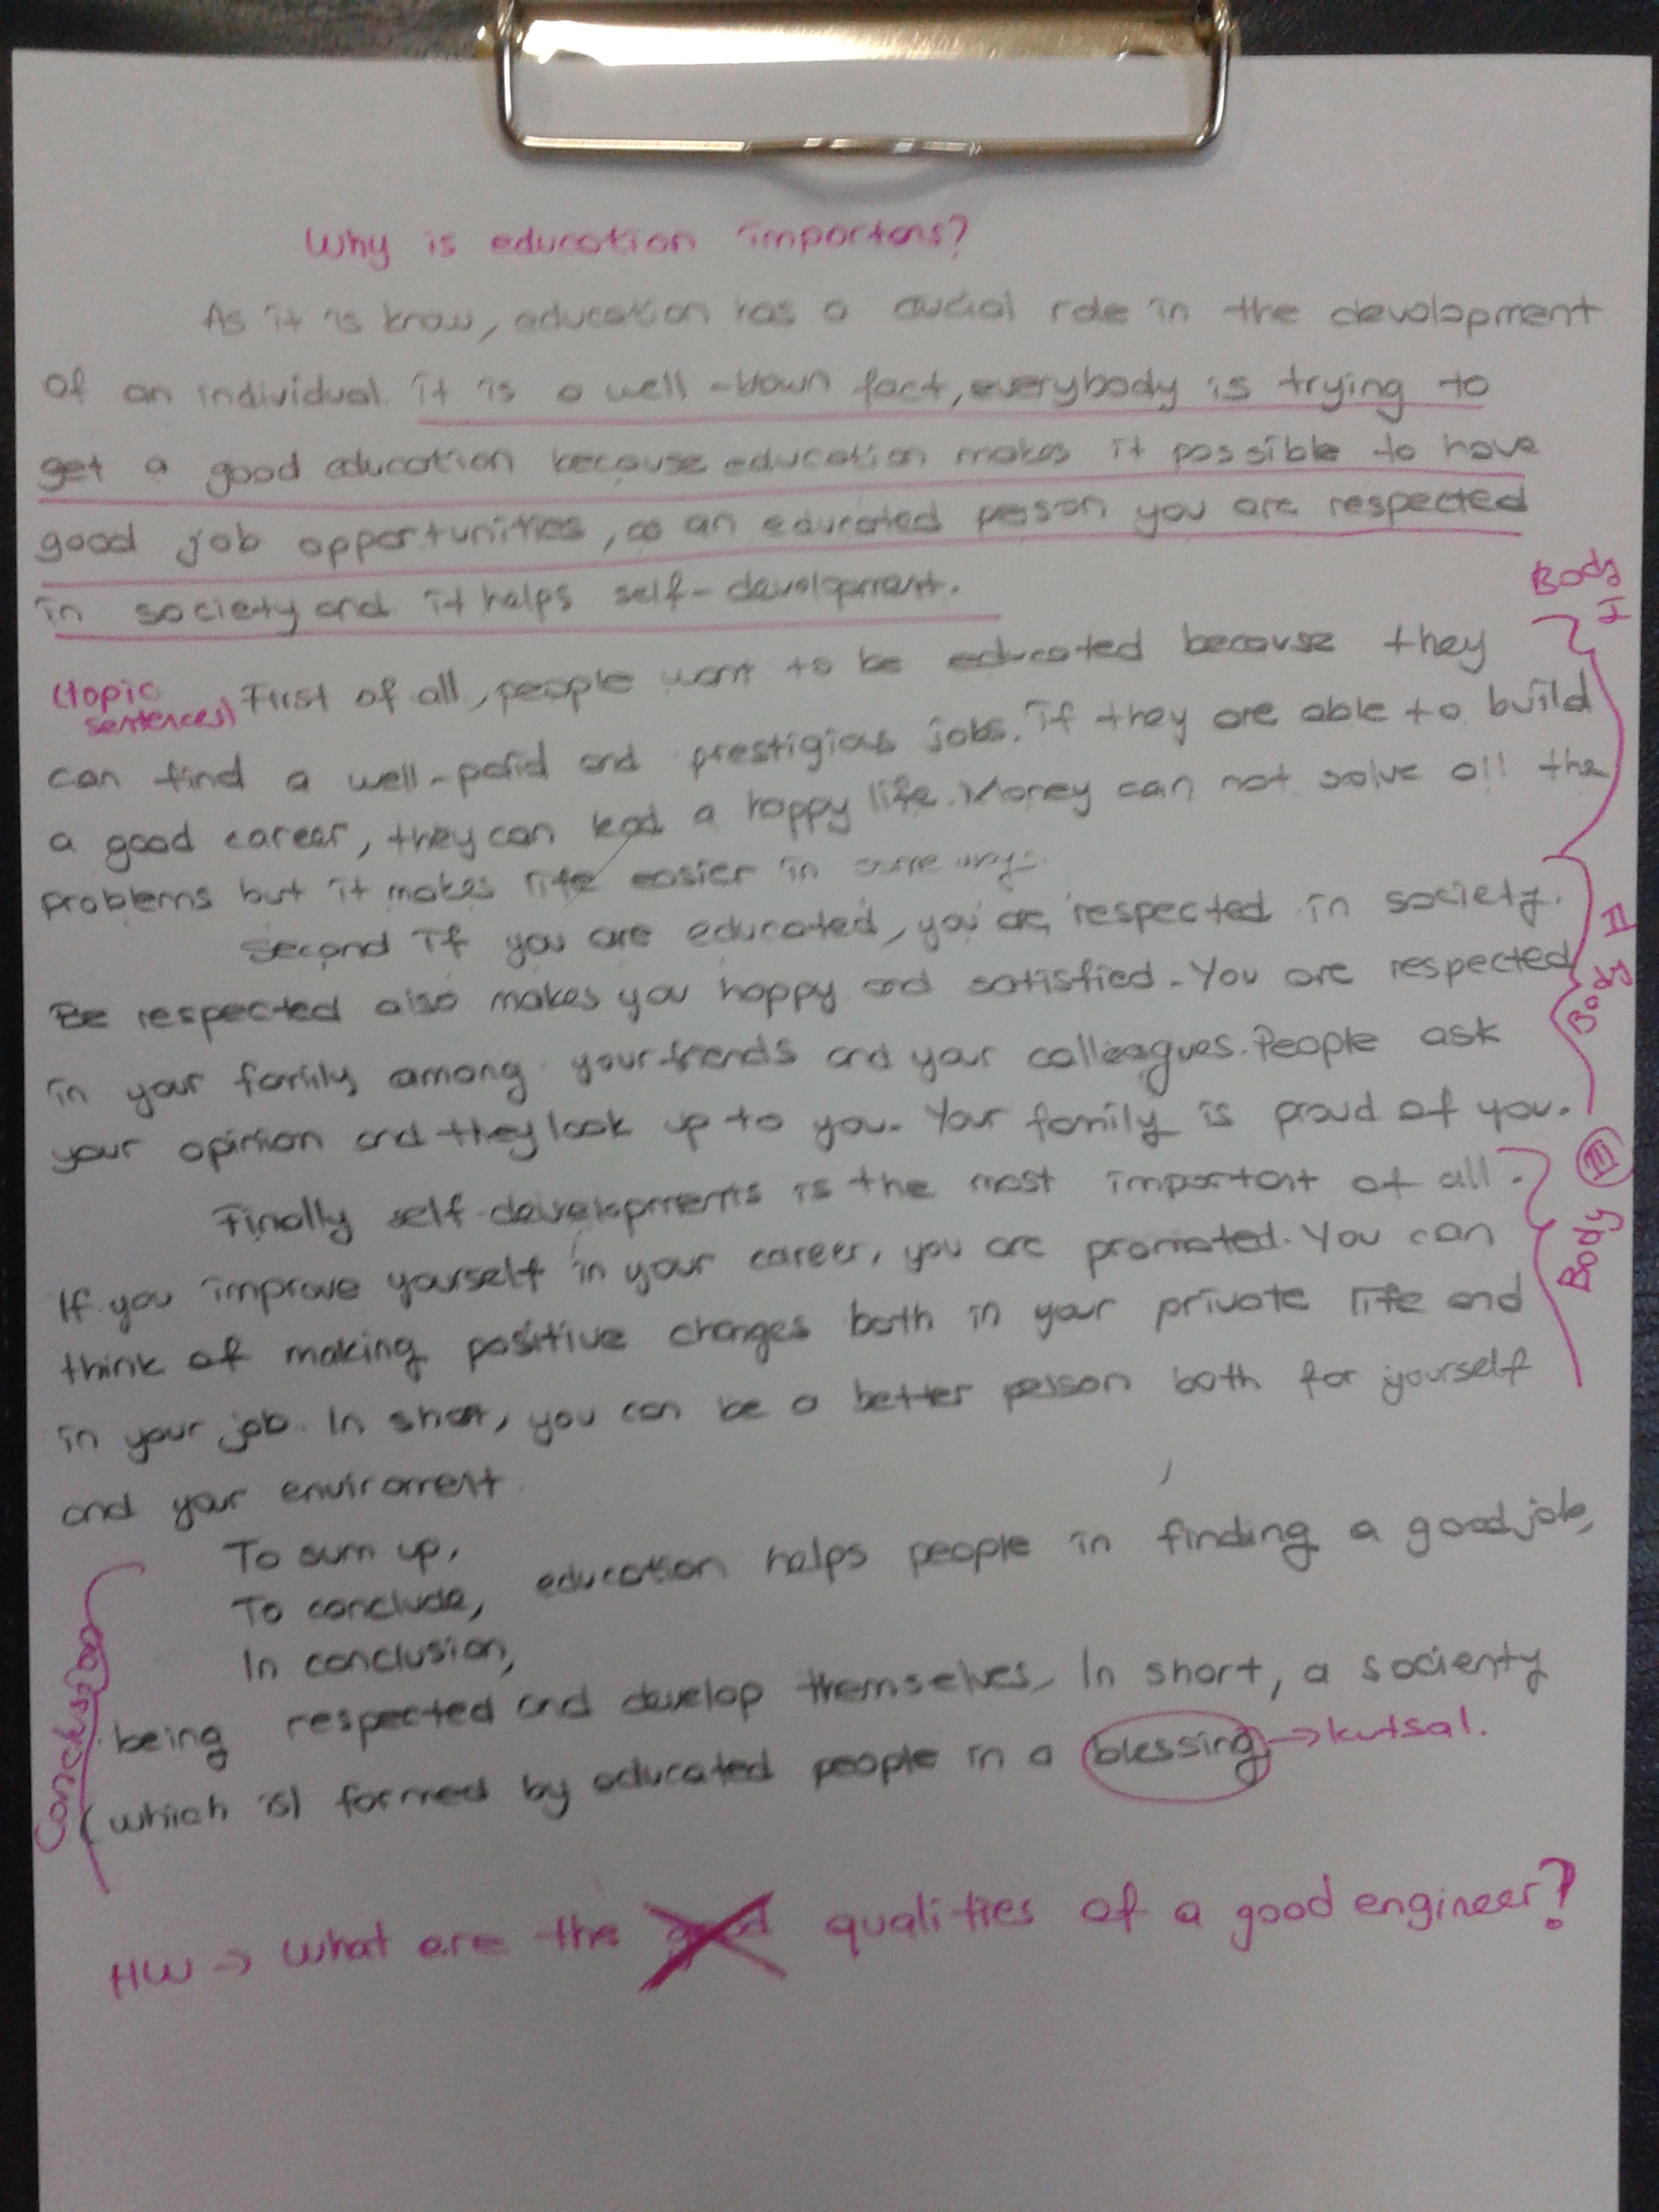 Why is education importans?
As it is know, education has a crucial role in the devolopment
of an individual. it is a well-known fact, everybody is trying to
get a good education because education makes it possible to have
good job opportunities, as an educated person you are respected
in society and it helps self-development.
Body I
(topic sentences) First of all, people want to be educated because they
can find a well-paid and prestigious jobs. If they are able to build
a good career, they can lead a happy life. Money can not solve all the
problems but it makes life easier in some ways.
Second If you are educated, you are respected in society.
Be respected also makes you happy and satisfied. You are respected
Body II
in your family among your friends and your colleagues. People ask
your opinion and they look up to you. Your family is proud of you.
Finally self-developments is the most important of all.
Body III
If you improve yourself in your career, you are promoted. You can
think of making positive changes both in your private life and
in your job. In short, you can be a better person both for yourself
and your enviroment.
To sum up,
To conclude, education helps people in finding a good job,
In conclusion,
Conclusion
being respected and develop themselves. In short, a socienty
(which is) formed by educated people in a blessing → kutsal.
HW → What are the good qualities of a good engineer?